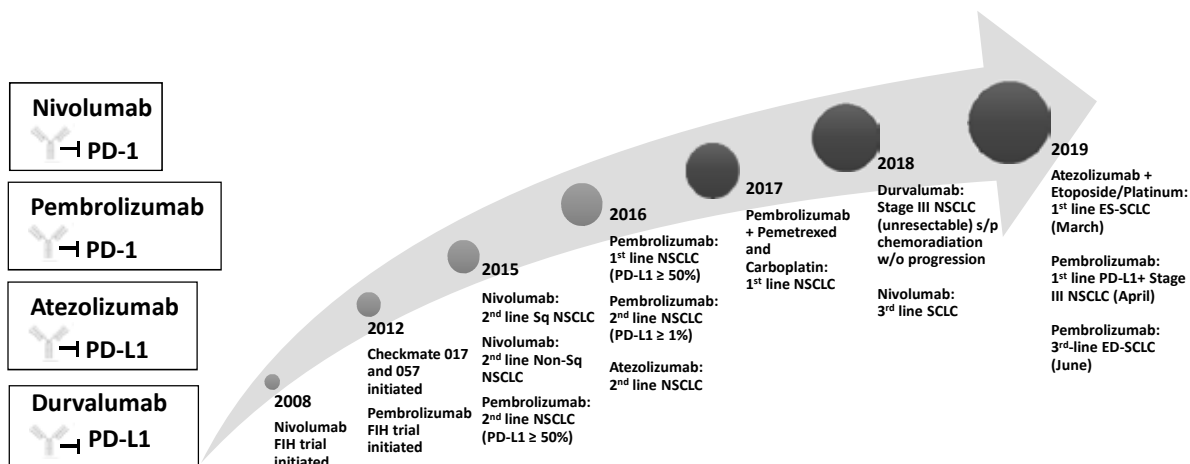 Nivolumab
PD-1
Pembrolizumab
PD-1
Atezolizumab
PD-L1
Durvalumab
PD-L1
2008
Nivolumab
FIH trial
initiated
2012
Checkmate 017
and 057
initiated
Pembrolizumab
FIH trial
initiated
2015
Nivolumab:
2nd line Sq NSCLC
Nivolumab:
2nd line Non-Sq
NSCLC
Pembrolizumab:
2nd line NSCLC
(PD-L1 ≥ 50%)
2016
Pembrolizumab:
1st line NSCLC
(PD-L1 ≥ 50%)
Pembrolizumab:
2nd line NSCLC
(PD-L1 ≥ 1%)
Atezolizumab:
2nd line NSCLC
2017
Pembrolizumab
+ Pemetrexed
and
Carboplatin:
1st line NSCLC
2018
Durvalumab:
Stage III NSCLC
(unresectable) s/p
chemoradiation
w/o progression
Nivolumab:
3rd line SCLC
2019
Atezolizumab +
Etoposide/Platinum:
1st line ES-SCLC
(March)
Pembrolizumab:
1st line PD-L1+ Stage
III NSCLC (April)
Pembrolizumab:
3rd-line ED-SCLC
(June)